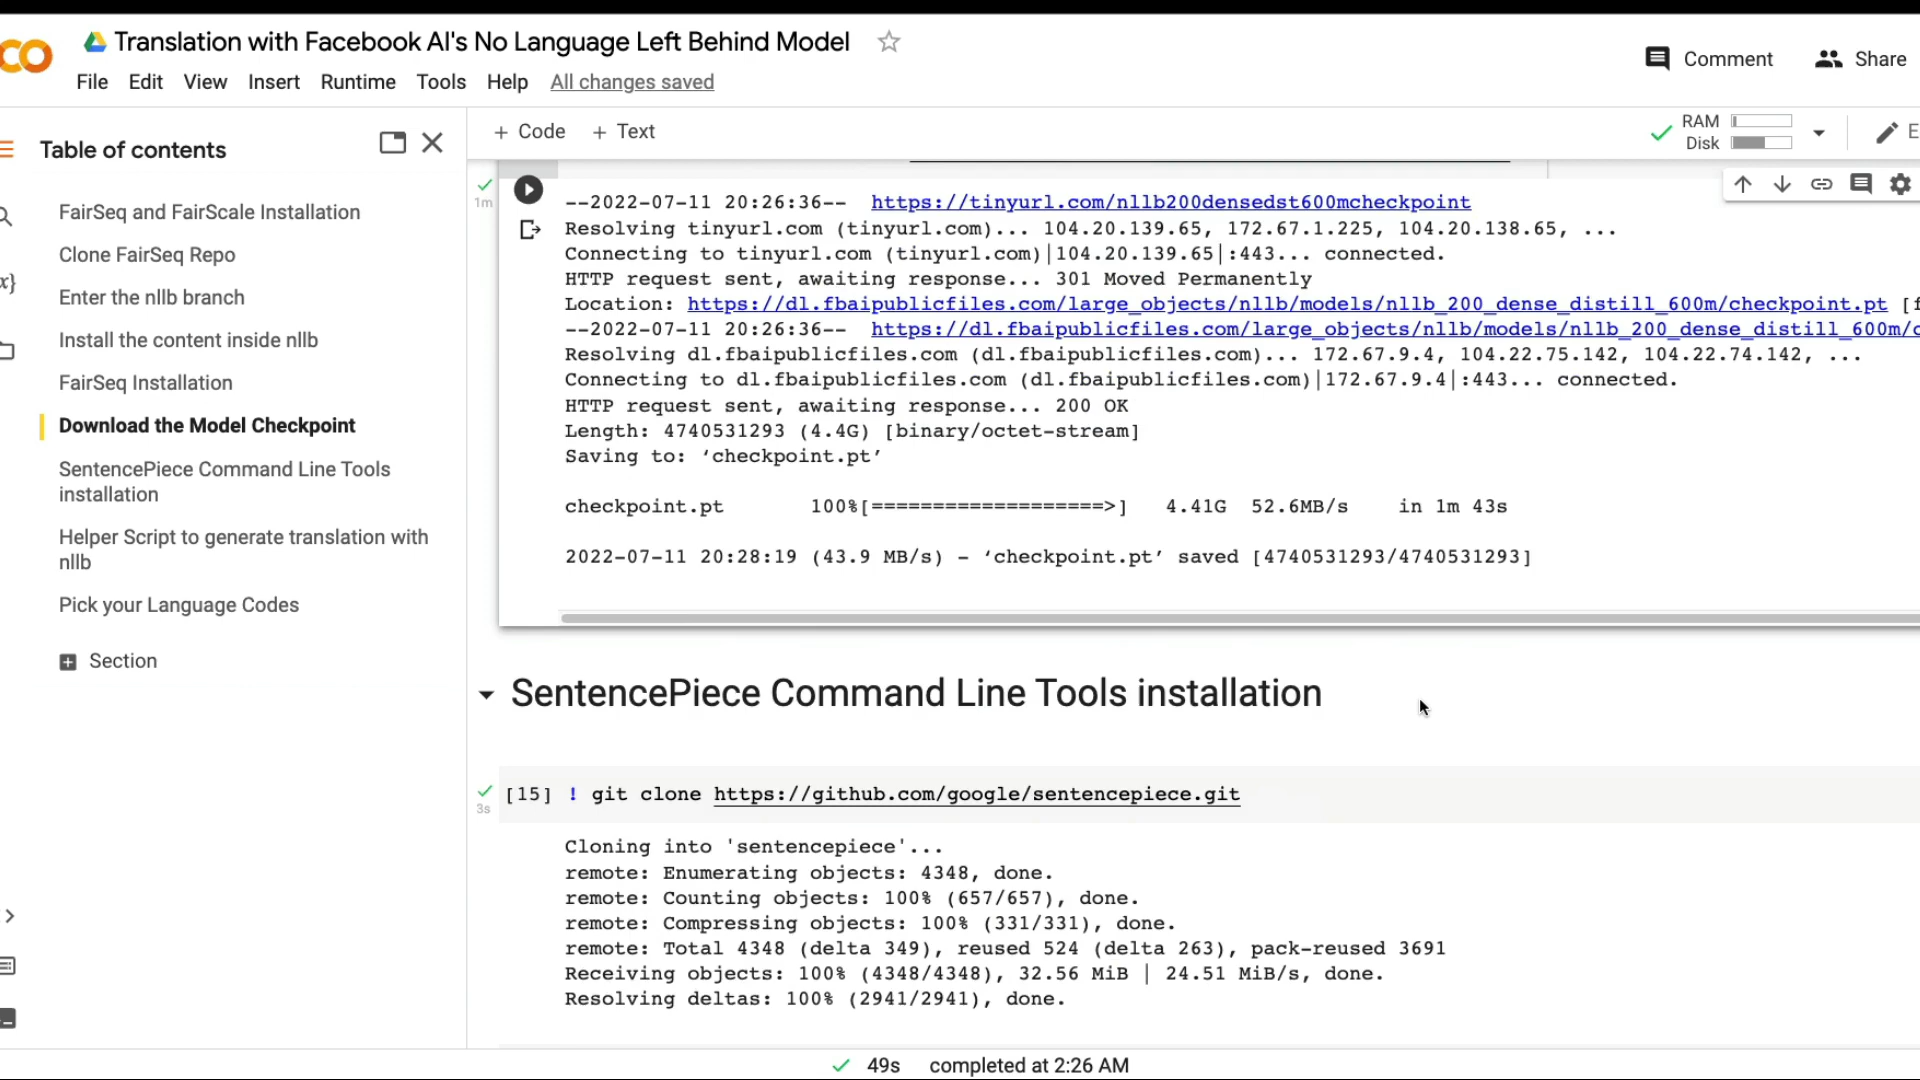 Translation with Facebook AI's No Language Left Behind Model
File Edit View Insert Runtime Tools Help All changes saved
Comment Share
Table of contents
FairSeq and FairScale Installation
Clone FairSeq Repo
Enter the nllb branch
Install the content inside nllb
FairSeq Installation
Download the Model Checkpoint
SentencePiece Command Line Tools
installation
Helper Script to generate translation with
nllb
Pick your Language Codes
Section
+ Code + Text
RAM
Disk
1m
--2022-07-11 20:26:36-- https://tinyurl.com/nllb200densedst600mcheckpoint
Resolving tinyurl.com (tinyurl.com)... 104.20.139.65, 172.67.1.225, 104.20.138.65, ...
Connecting to tinyurl.com (tinyurl.com)|104.20.139.65|:443... connected.
HTTP request sent, awaiting response... 301 Moved Permanently
Location: https://dl.fbaipublicfiles.com/large_objects/nllb/models/nllb_200_dense_distill_600m/checkpoint.pt [f
--2022-07-11 20:26:36-- https://dl.fbaipublicfiles.com/large_objects/nllb/models/nllb_200_dense_distill_600m/c
Resolving dl.fbaipublicfiles.com (dl.fbaipublicfiles.com)... 172.67.9.4, 104.22.75.142, 104.22.74.142, ...
Connecting to dl.fbaipublicfiles.com (dl.fbaipublicfiles.com)|172.67.9.4|:443... connected.
HTTP request sent, awaiting response... 200 OK
Length: 4740531293 (4.4G) [binary/octet-stream]
Saving to: ‘checkpoint.pt’
checkpoint.pt 100%[===================>] 4.41G 52.6MB/s in 1m 43s
2022-07-11 20:28:19 (43.9 MB/s) - ‘checkpoint.pt’ saved [4740531293/4740531293]
SentencePiece Command Line Tools installation
3s
[15] ! git clone https://github.com/google/sentencepiece.git
Cloning into 'sentencepiece'...
remote: Enumerating objects: 4348, done.
remote: Counting objects: 100% (657/657), done.
remote: Compressing objects: 100% (331/331), done.
remote: Total 4348 (delta 349), reused 524 (delta 263), pack-reused 3691
Receiving objects: 100% (4348/4348), 32.56 MiB | 24.51 MiB/s, done.
Resolving deltas: 100% (2941/2941), done.
49s completed at 2:26 AM